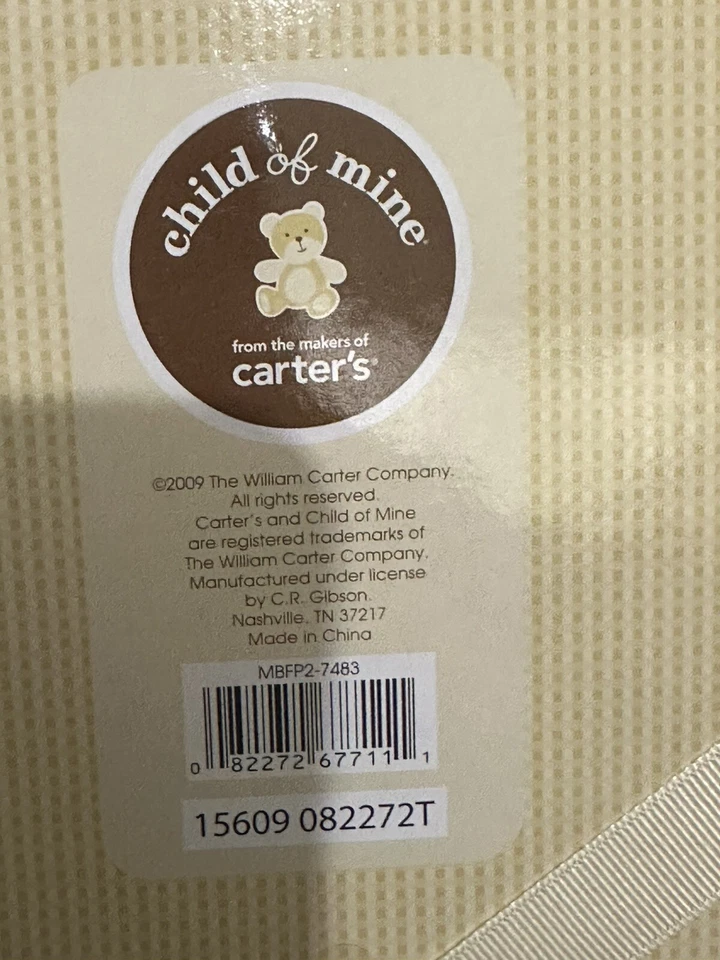 child of mine®
from the makers of
carter's®
©2009 The William Carter Company.
All rights reserved.
Carter's and Child of Mine
are registered trademarks of
The William Carter Company.
Manufactured under license
by C.R. Gibson.
Nashville, TN 37217
Made in China
MBFP2-7483
0 82272 67711 1
15609 082272T